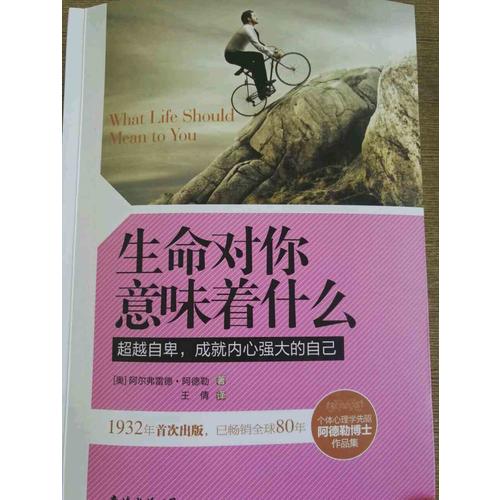 What Life Should
Mean to You
生命对你
意味着什么
超越自卑，成就内心强大的自己
[奥] 阿尔弗雷德·阿德勒 著
王倩 译
1932年首次出版，已畅销全球80年
个体心理学先驱
阿德勒博士
作品集